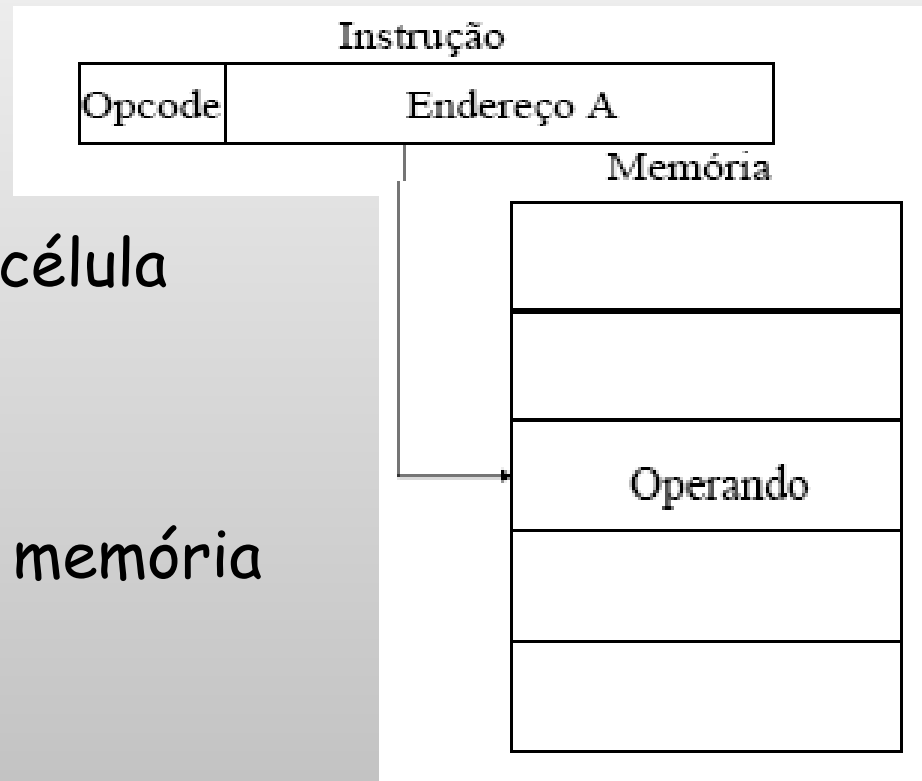 Instrução
Opcode Endereço A
Memória
célula
Operando
memória